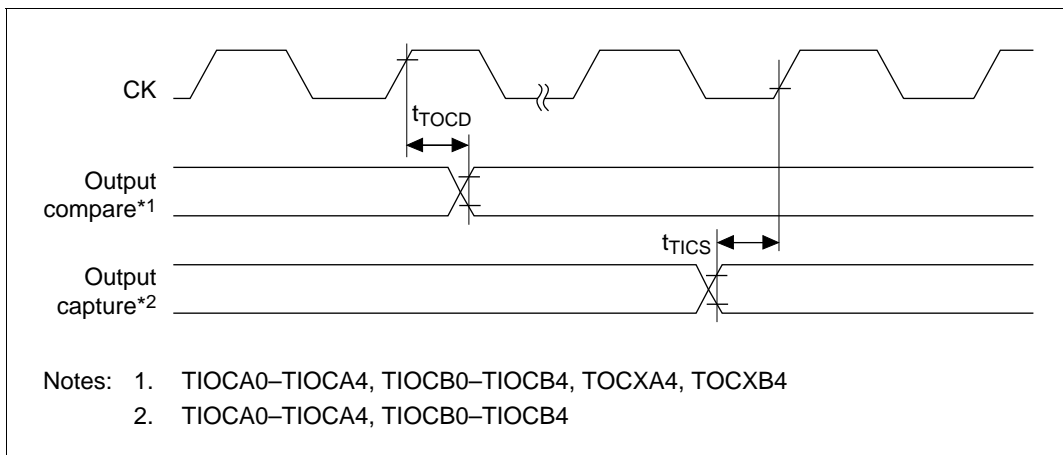 CK
tTOCD
Output
compare*1
tTICS
Output
capture*2
Notes: 1. TIOCA0–TIOCA4, TIOCB0–TIOCB4, TOCXA4, TOCXB4
2. TIOCA0–TIOCA4, TIOCB0–TIOCB4